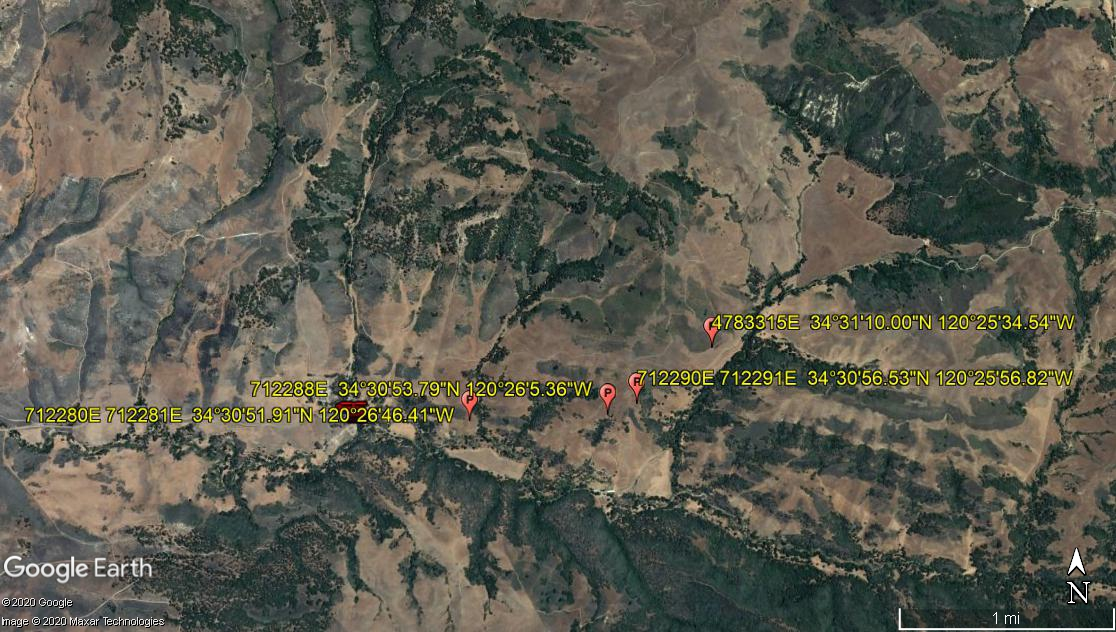 4783315E 34°31'10.00"N 120°25'34.54"W
712290E 712291E 34°30'56.53"N 120°25'56.82"W
712288E 34°30'53.79"N 120°26'5.36"W
712280E 712281E 34°30'51.91"N 120°26'46.41"W
P
P
P
P
Google Earth
©2020 Google
Image © 2020 Maxar Technologies
N
1 mi